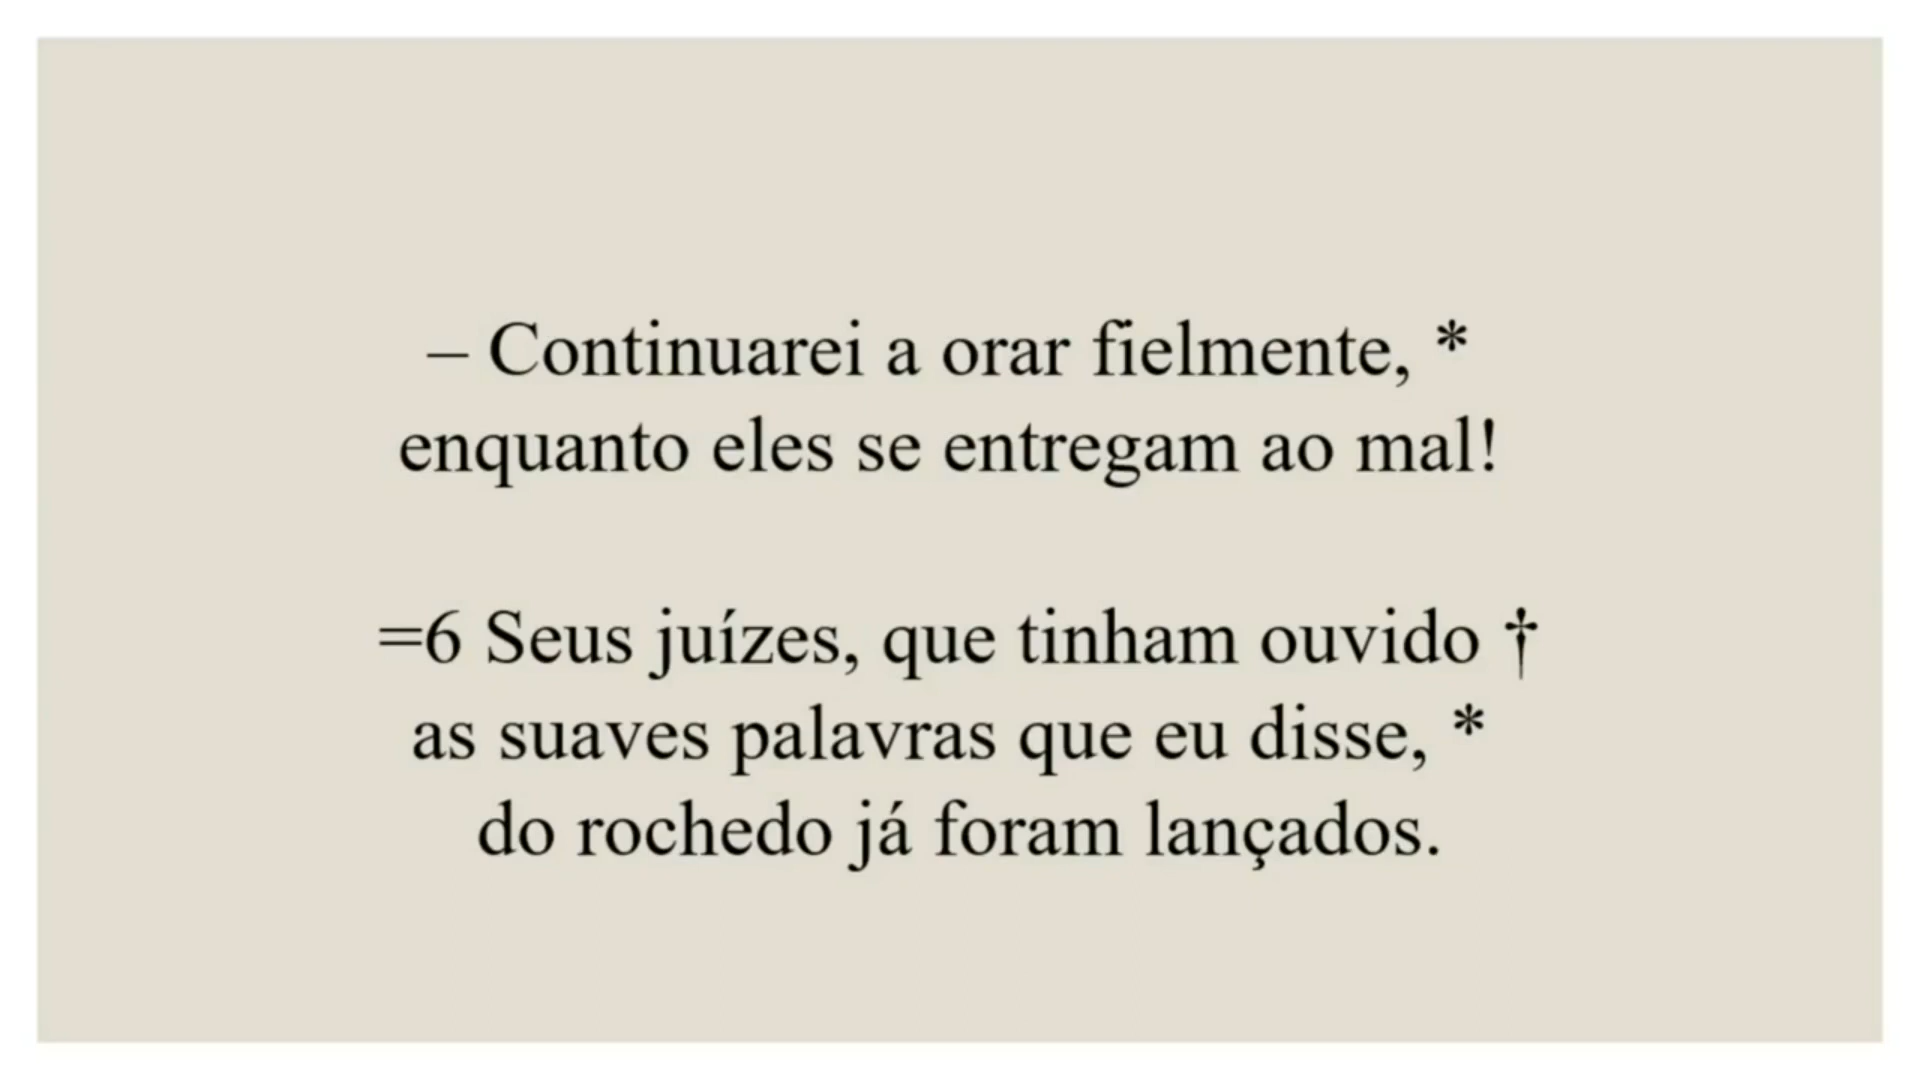 – Continuarei a orar fielmente, *
enquanto eles se entregam ao mal!
=6 Seus juízes, que tinham ouvido †
as suaves palavras que eu disse, *
do rochedo já foram lançados.